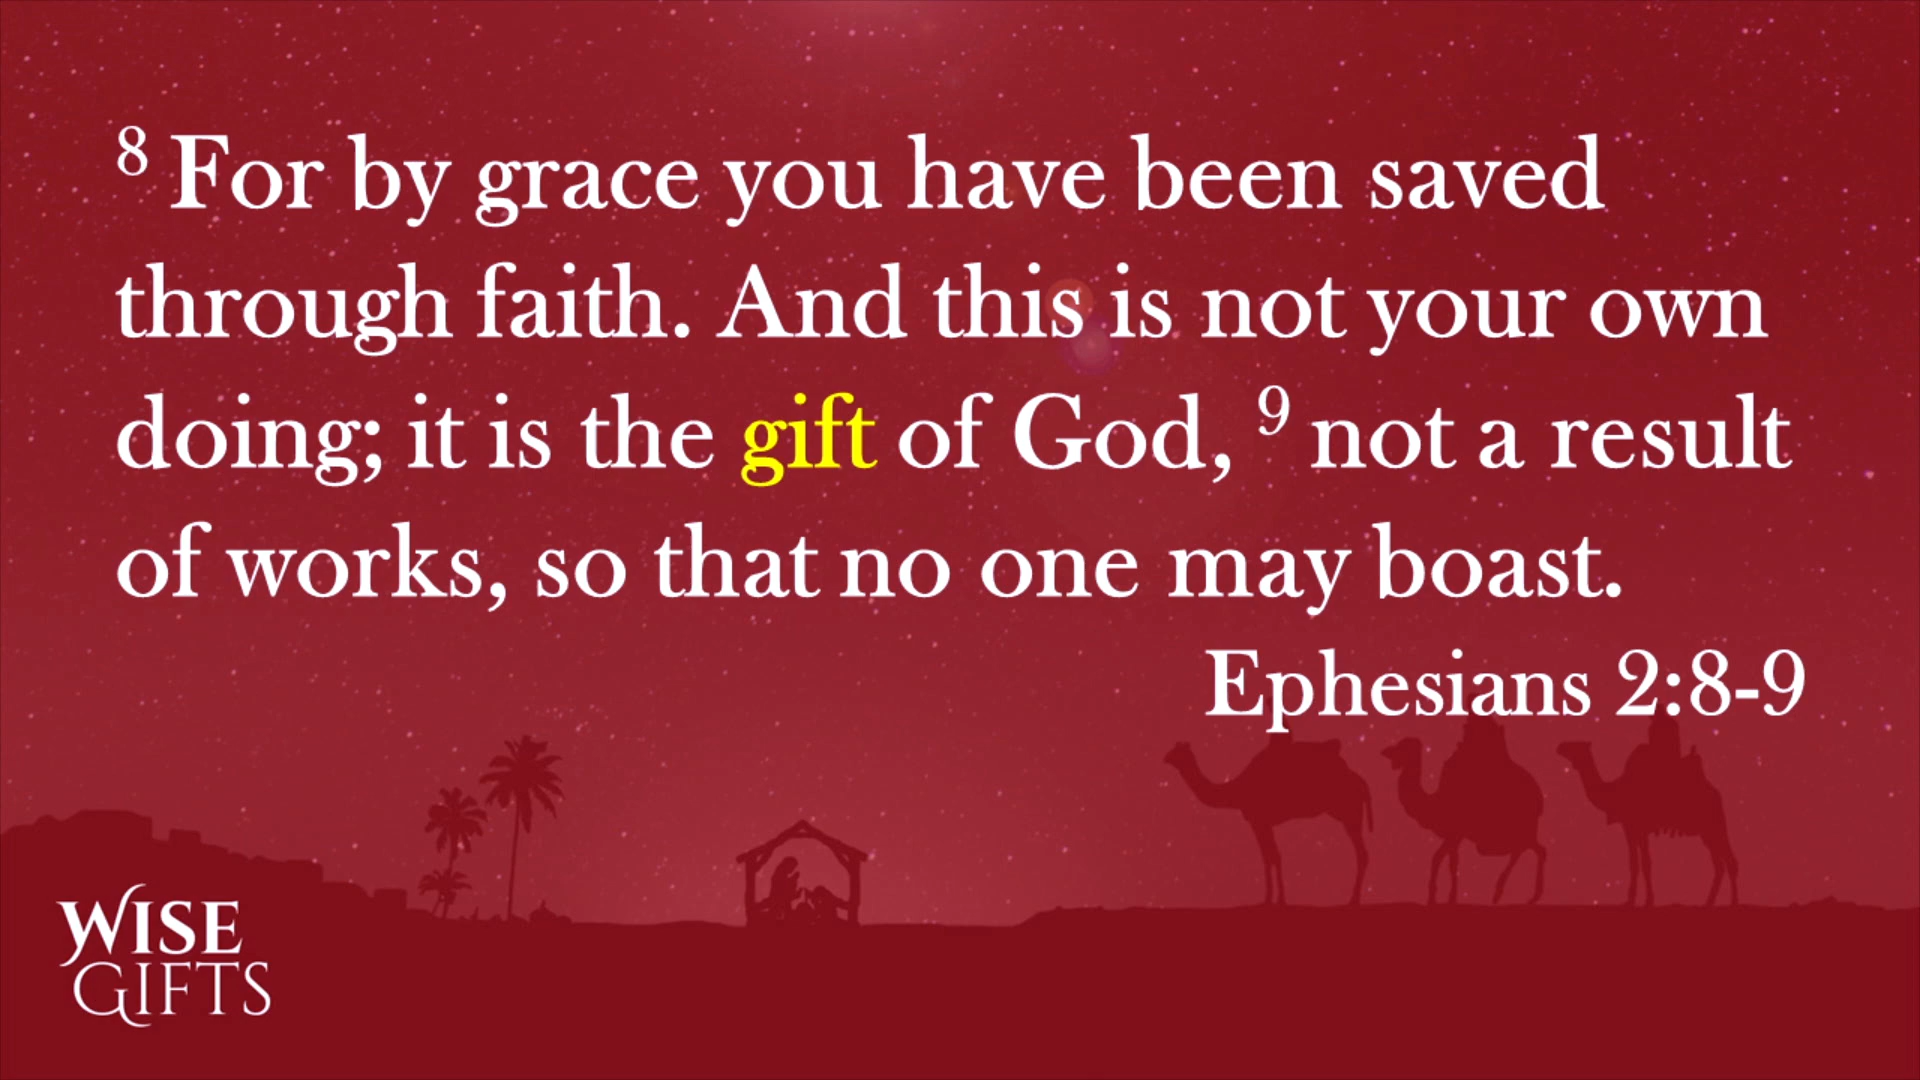 ⁸ For by grace you have been saved
through faith. And this is not your own
doing; it is the gift of God, ⁹ not a result
of works, so that no one may boast.
Ephesians 2:8-9
WISE
GIFTS